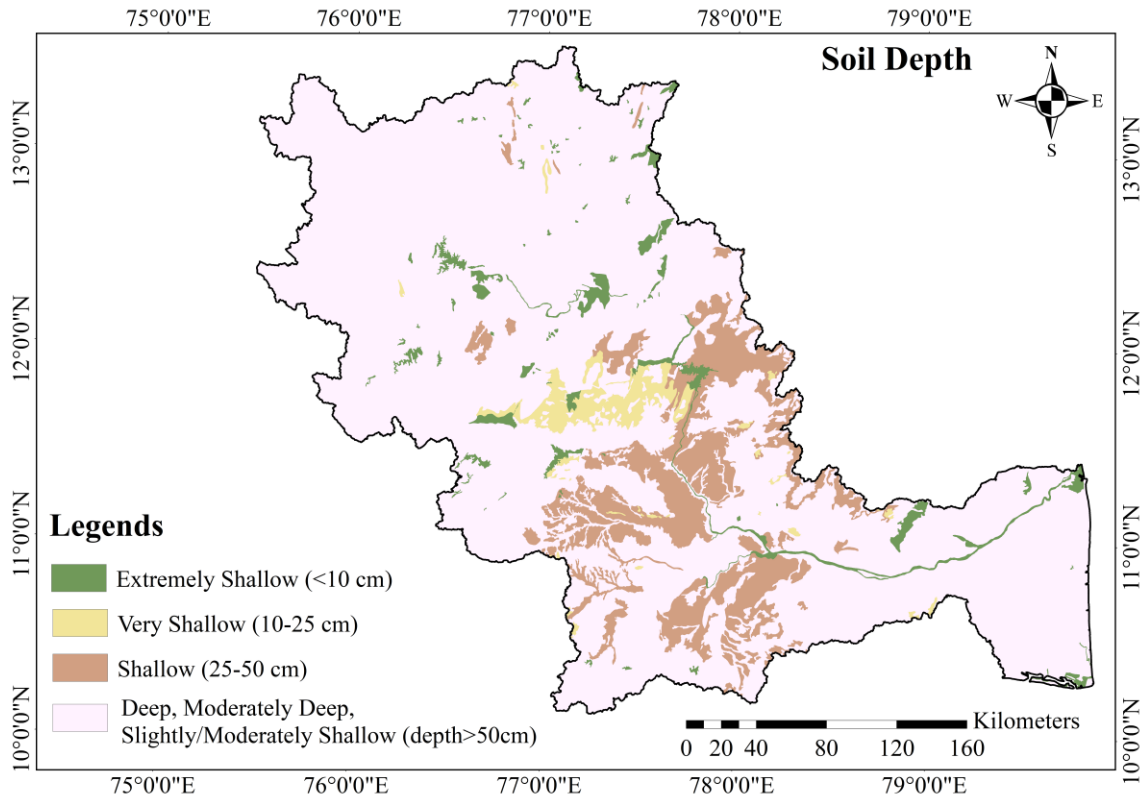 75°0'0"E 76°0'0"E 77°0'0"E 78°0'0"E 79°0'0"E
Soil Depth
N
W E
S
13°0'0"N
13°0'0"N
12°0'0"N
12°0'0"N
11°0'0"N
11°0'0"N
10°0'0"N
10°0'0"N
Legends
Extremely Shallow (<10 cm)
Very Shallow (10-25 cm)
Shallow (25-50 cm)
Deep, Moderately Deep,
Slightly/Moderately Shallow (depth>50cm)
Kilometers
0 20 40 80 120 160
75°0'0"E 76°0'0"E 77°0'0"E 78°0'0"E 79°0'0"E